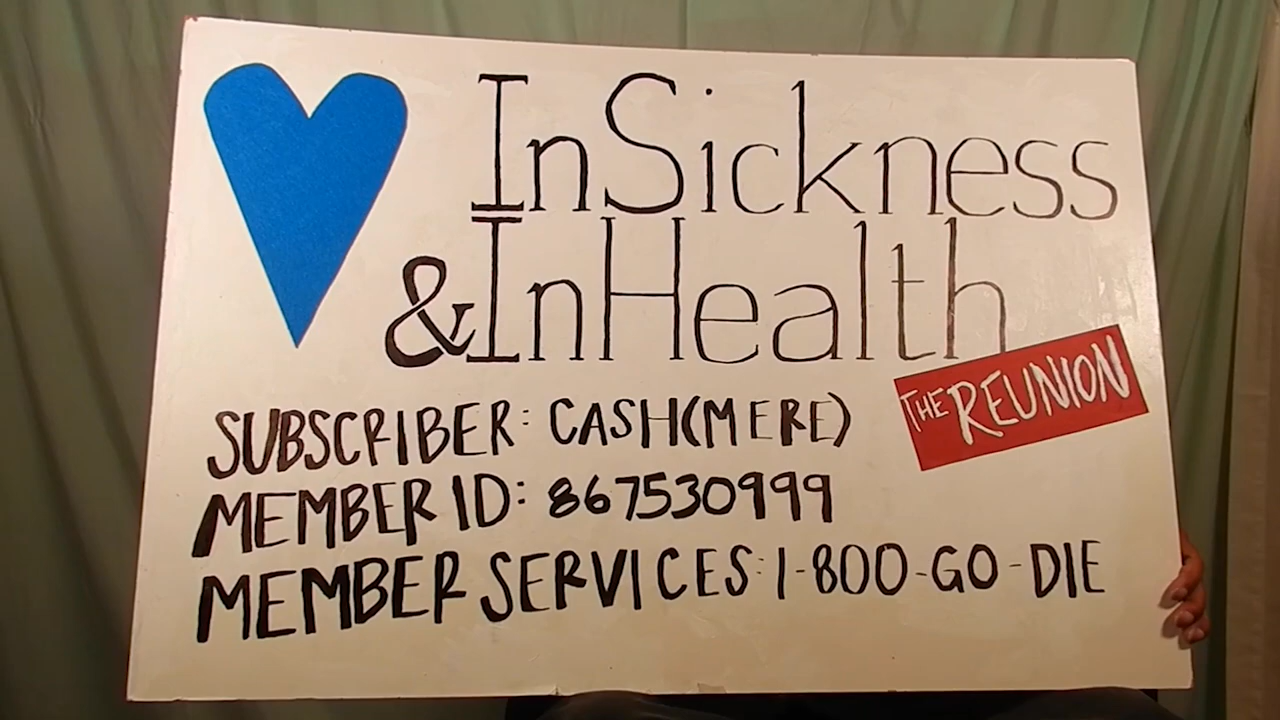 InSickness
&InHealth
THE REUNION
SUBSCRIBER: CASH(MERE)
MEMBER ID: 867530999
MEMBER SERVICES: 1-800-GO-DIE